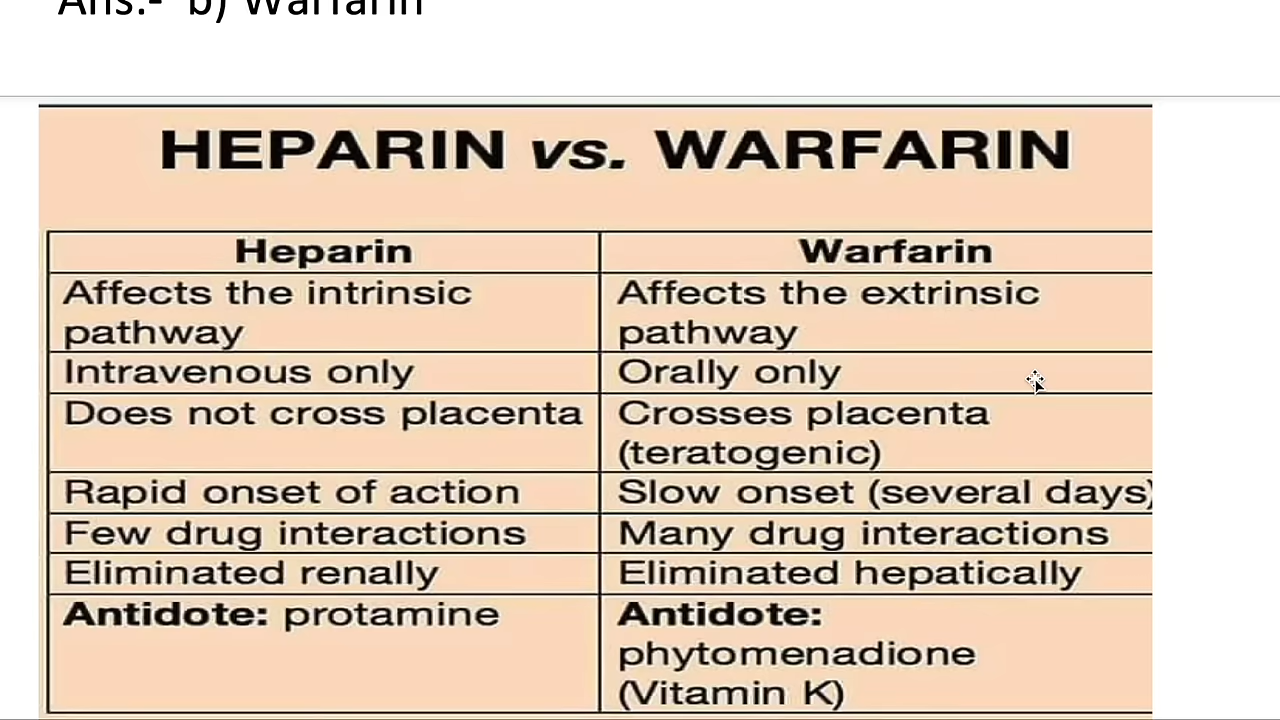 Ans.- b) Warfarin
HEPARIN vs. WARFARIN
Heparin
Warfarin
Affects the intrinsic
pathway
Affects the extrinsic
pathway
Intravenous only
Orally only
Does not cross placenta
Crosses placenta
(teratogenic)
Rapid onset of action
Slow onset (several days)
Few drug interactions
Many drug interactions
Eliminated renally
Eliminated hepatically
Antidote: protamine
Antidote:
phytomenadione
(Vitamin K)